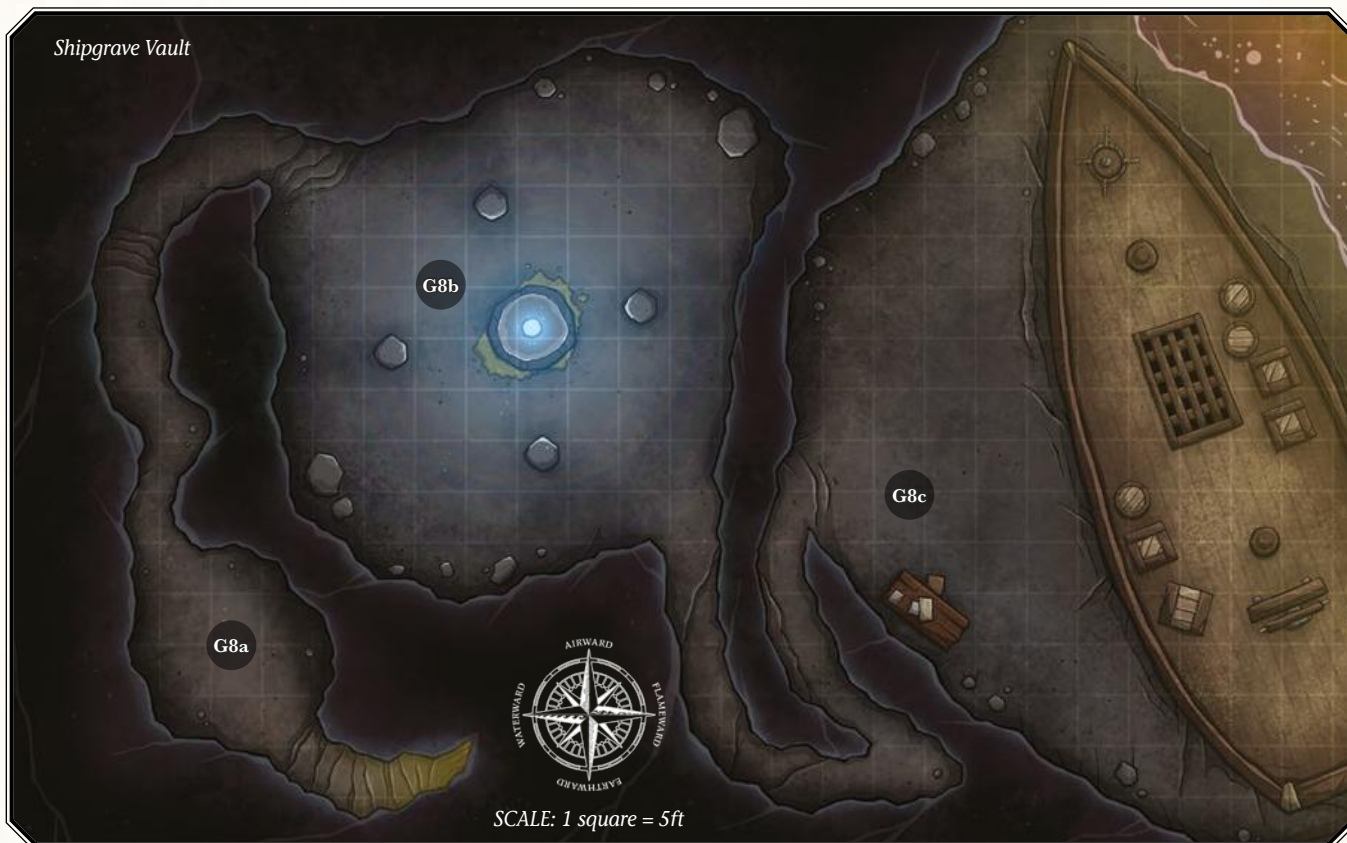 Shipgrave Vault
G8b
G8c
G8a
AIRWARD
WATERWARD
FLAMEWARD
EARTHWARD
SCALE: 1 square = 5ft